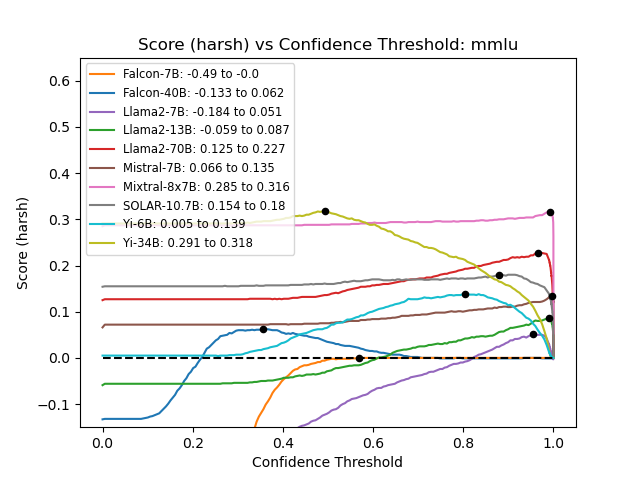 Score (harsh) vs Confidence Threshold: mmlu
Score (harsh)
0.6
0.5
0.4
0.3
0.2
0.1
0.0
−0.1
Falcon-7B: -0.49 to -0.0
Falcon-40B: -0.133 to 0.062
Llama2-7B: -0.184 to 0.051
Llama2-13B: -0.059 to 0.087
Llama2-70B: 0.125 to 0.227
Mistral-7B: 0.066 to 0.135
Mixtral-8x7B: 0.285 to 0.316
SOLAR-10.7B: 0.154 to 0.18
Yi-6B: 0.005 to 0.139
Yi-34B: 0.291 to 0.318
0.0 0.2 0.4 0.6 0.8 1.0
Confidence Threshold